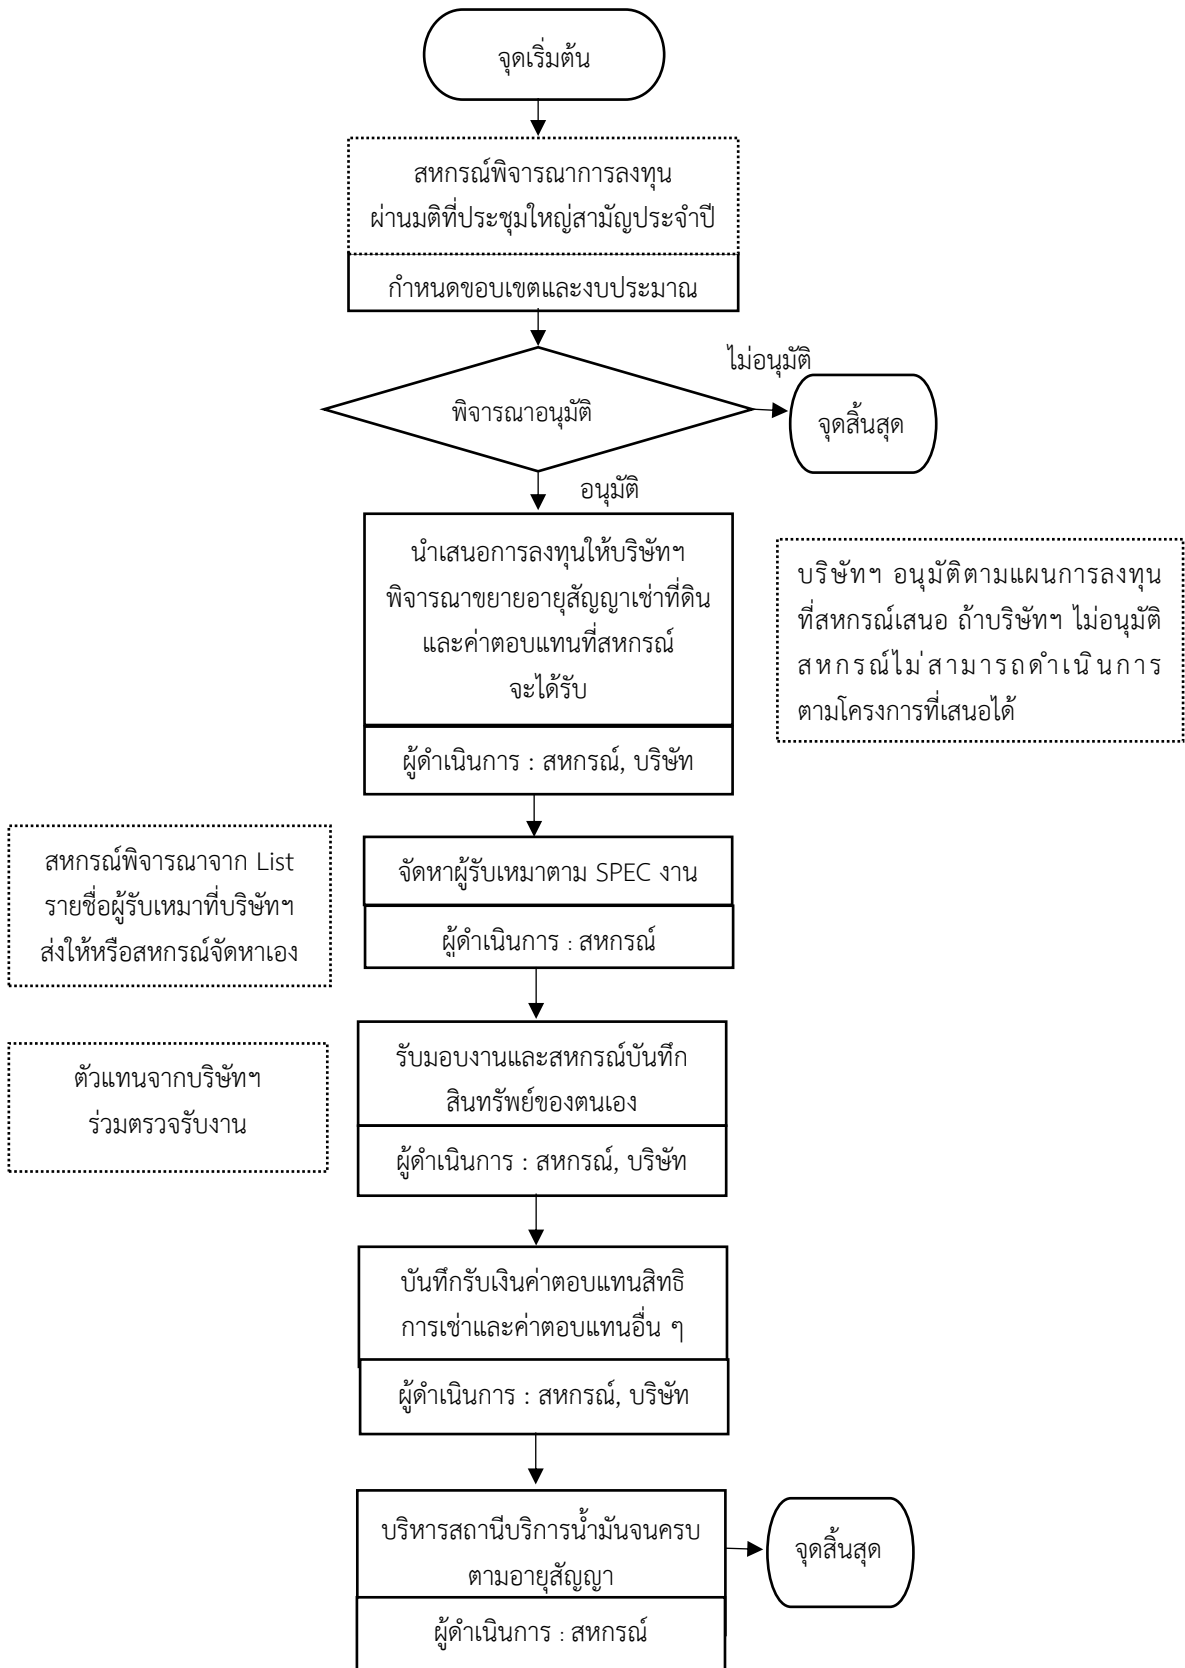 จุดเริ่มต้น
สหกรณ์พิจารณาการลงทุน
ผ่านมติที่ประชุมใหญ่สามัญประจำปี
กำหนดขอบเขตและงบประมาณ
ไม่อนุมัติ
พิจารณาอนุมัติ
จุดสิ้นสุด
อนุมัติ
นำเสนอการลงทุนให้บริษัทฯ
พิจารณาขยายอายุสัญญาเช่าที่ดิน
และค่าตอบแทนที่สหกรณ์
จะได้รับ
ผู้ดำเนินการ : สหกรณ์, บริษัท
บริษัทฯ อนุมัติตามแผนการลงทุน
ที่สหกรณ์เสนอ ถ้าบริษัทฯ ไม่อนุมัติ
สหกรณ์ไม่สามารถดำเนินการ
ตามโครงการที่เสนอได้
สหกรณ์พิจารณาจาก List
รายชื่อผู้รับเหมาที่บริษัทฯ
ส่งให้หรือสหกรณ์จัดหาเอง
จัดหาผู้รับเหมาตาม SPEC งาน
ผู้ดำเนินการ : สหกรณ์
ตัวแทนจากบริษัทฯ
ร่วมตรวจรับงาน
รับมอบงานและสหกรณ์บันทึก
สินทรัพย์ของตนเอง
ผู้ดำเนินการ : สหกรณ์, บริษัท
บันทึกรับเงินค่าตอบแทนสิทธิ
การเช่าและค่าตอบแทนอื่น ๆ
ผู้ดำเนินการ : สหกรณ์, บริษัท
บริหารสถานีบริการน้ำมันจนครบ
ตามอายุสัญญา
ผู้ดำเนินการ : สหกรณ์
จุดสิ้นสุด